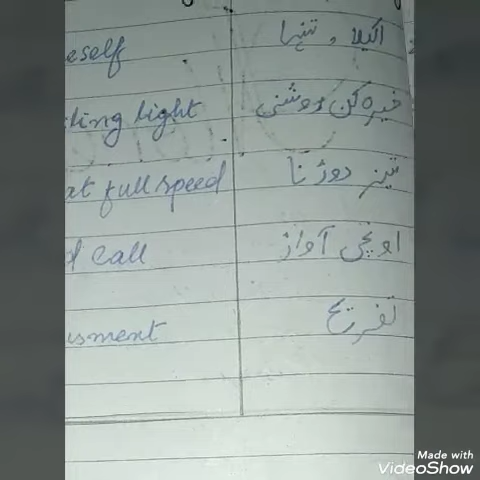 eself اکیلا، تنہا
ling light خیرہ کن روشنی
at full speed تیز دوڑنا
d call اونچی آواز
usment تفریح
Made with
VideoShow